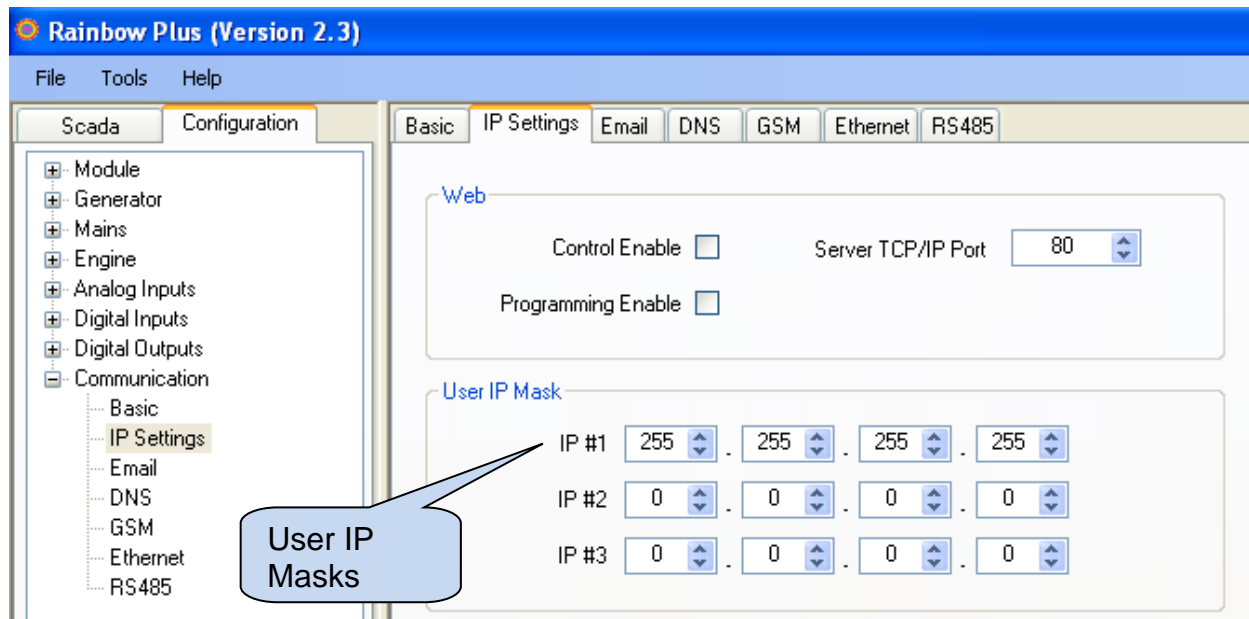 Rainbow Plus (Version 2.3)
File Tools Help
Scada Configuration
Module
Generator
Mains
Engine
Analog Inputs
Digital Inputs
Digital Outputs
Communication
Basic
IP Settings
Email
DNS
GSM
Ethernet
RS485
Basic IP Settings Email DNS GSM Ethernet RS485
Web
Control Enable Server TCP/IP Port 80
Programming Enable
User IP Mask
IP #1 255 . 255 . 255 . 255
IP #2 0 . 0 . 0 . 0
IP #3 0 . 0 . 0 . 0
User IP
Masks